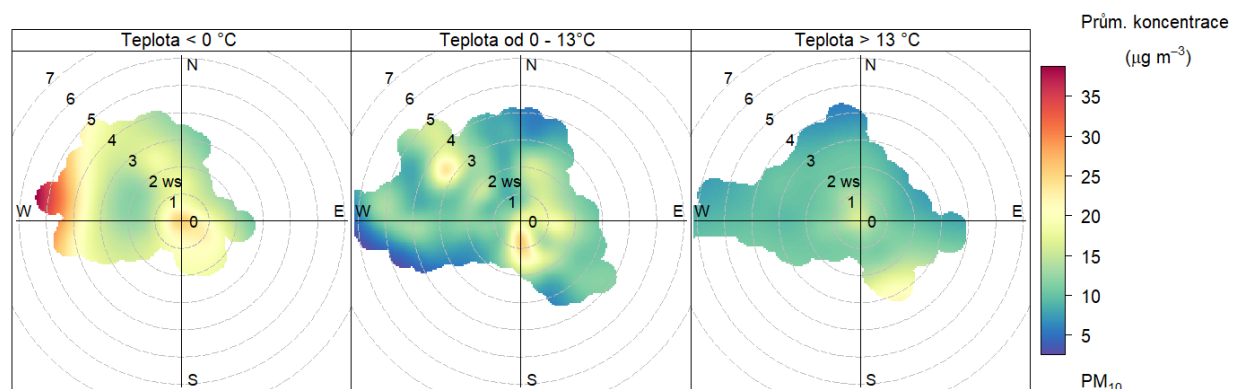 Teplota < 0 °C
Teplota od 0 - 13°C
Teplota > 13 °C
Prům. koncentrace
(μg m⁻³)
N
7
6
5
4
3
2 ws
1
W
0
E
S
N
7
6
5
4
3
2 ws
1
W
0
E
S
N
7
6
5
4
3
2 ws
1
W
0
E
S
35
30
25
20
15
10
5
PM₁₀